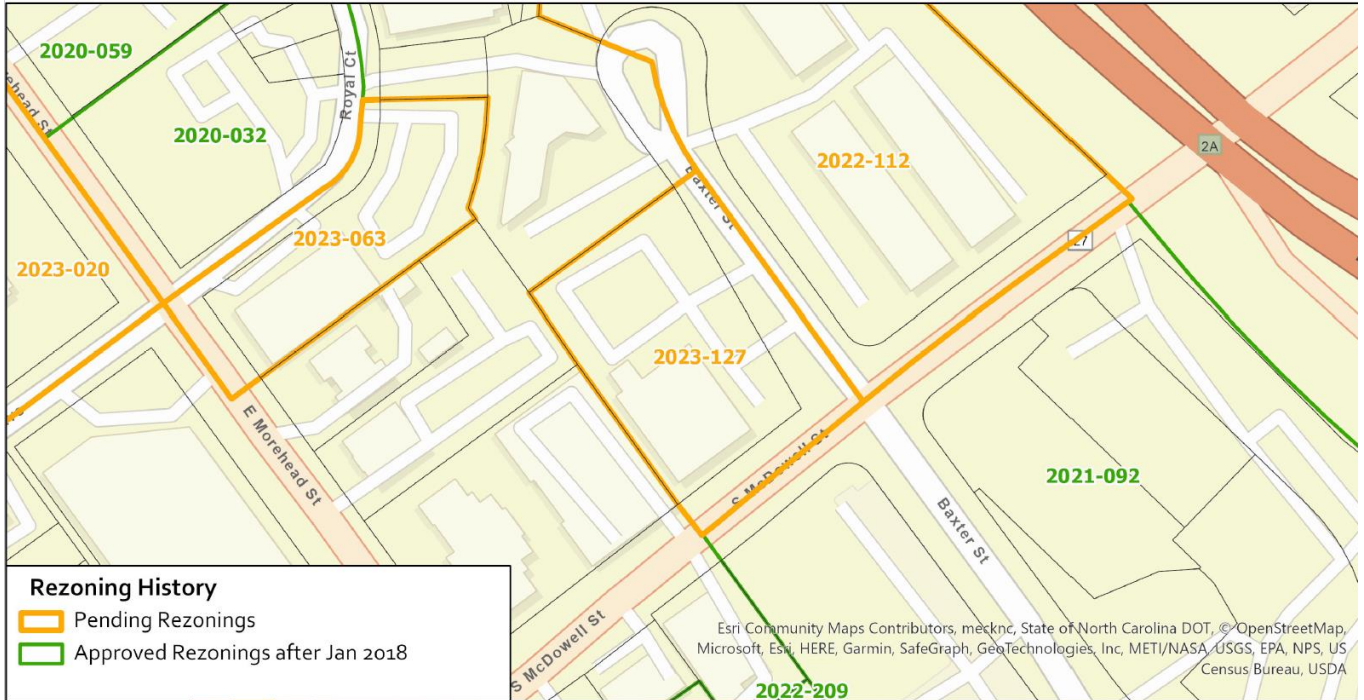 2020-059
Royal Ct
2020-032
2A
2022-112
Baxter St
2023-063
2023-020
2023-127
E Morehead St
S McDowell St
2021-092
Baxter St
Rezoning History
Pending Rezonings
Approved Rezonings after Jan 2018
S McDowell St
Esri Community Maps Contributors, mecknc, State of North Carolina DOT, © OpenStreetMap,
Microsoft, Esri, HERE, Garmin, SafeGraph, GeoTechnologies, Inc, METI/NASA, USGS, EPA, NPS, US
Census Bureau, USDA
2022-209